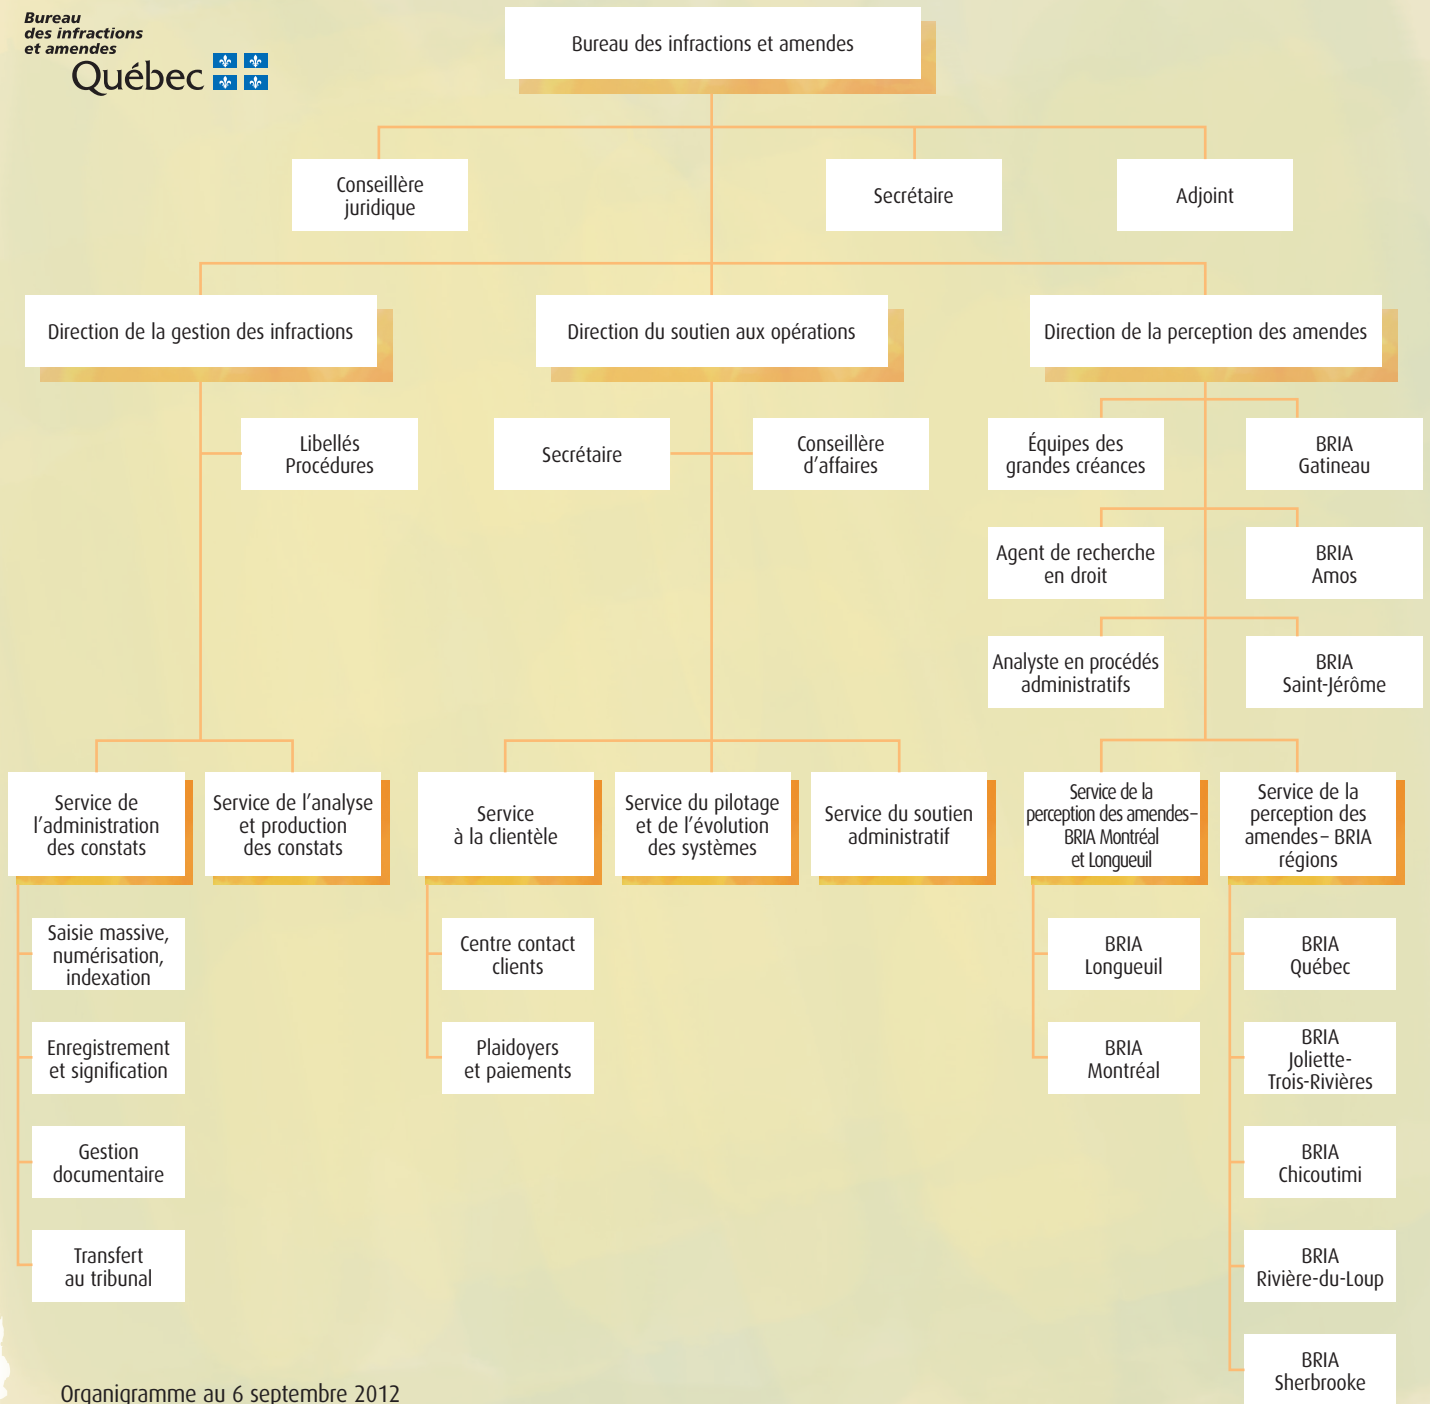 Bureau
des infractions
et amendes
Québec
Bureau des infractions et amendes
Conseillère
juridique
Secrétaire
Adjoint
Direction de la gestion des infractions
Direction du soutien aux opérations
Direction de la perception des amendes
Libellés
Procédures
Secrétaire
Conseillère
d’affaires
Équipes des
grandes créances
BRIA
Gatineau
Agent de recherche
en droit
BRIA
Amos
Analyste en procédés
administratifs
BRIA
Saint-Jérôme
Service de
l’administration
des constats
Service de l’analyse
et production
des constats
Service
à la clientèle
Service du pilotage
et de l’évolution
des systèmes
Service du soutien
administratif
Service de la
perception des amendes–
BRIA Montréal
et Longueuil
Service de la
perception des
amendes– BRIA
régions
Saisie massive,
numérisation,
indexation
Enregistrement
et signification
Gestion
documentaire
Transfert
au tribunal
Centre contact
clients
Plaidoyers
et paiements
BRIA
Longueuil
BRIA
Montréal
BRIA
Québec
BRIA
Joliette-
Trois-Rivières
BRIA
Chicoutimi
BRIA
Rivière-du-Loup
BRIA
Sherbrooke
Organigramme au 6 septembre 2012